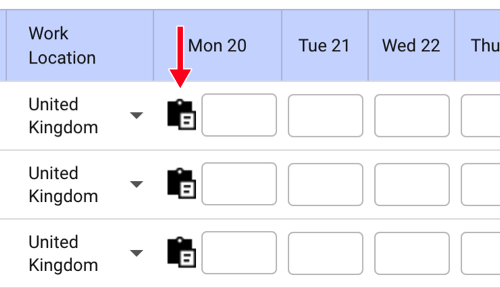 Work
Location
Mon 20
Tue 21
Wed 22
Thu
United
Kingdom
United
Kingdom
United
Kingdom